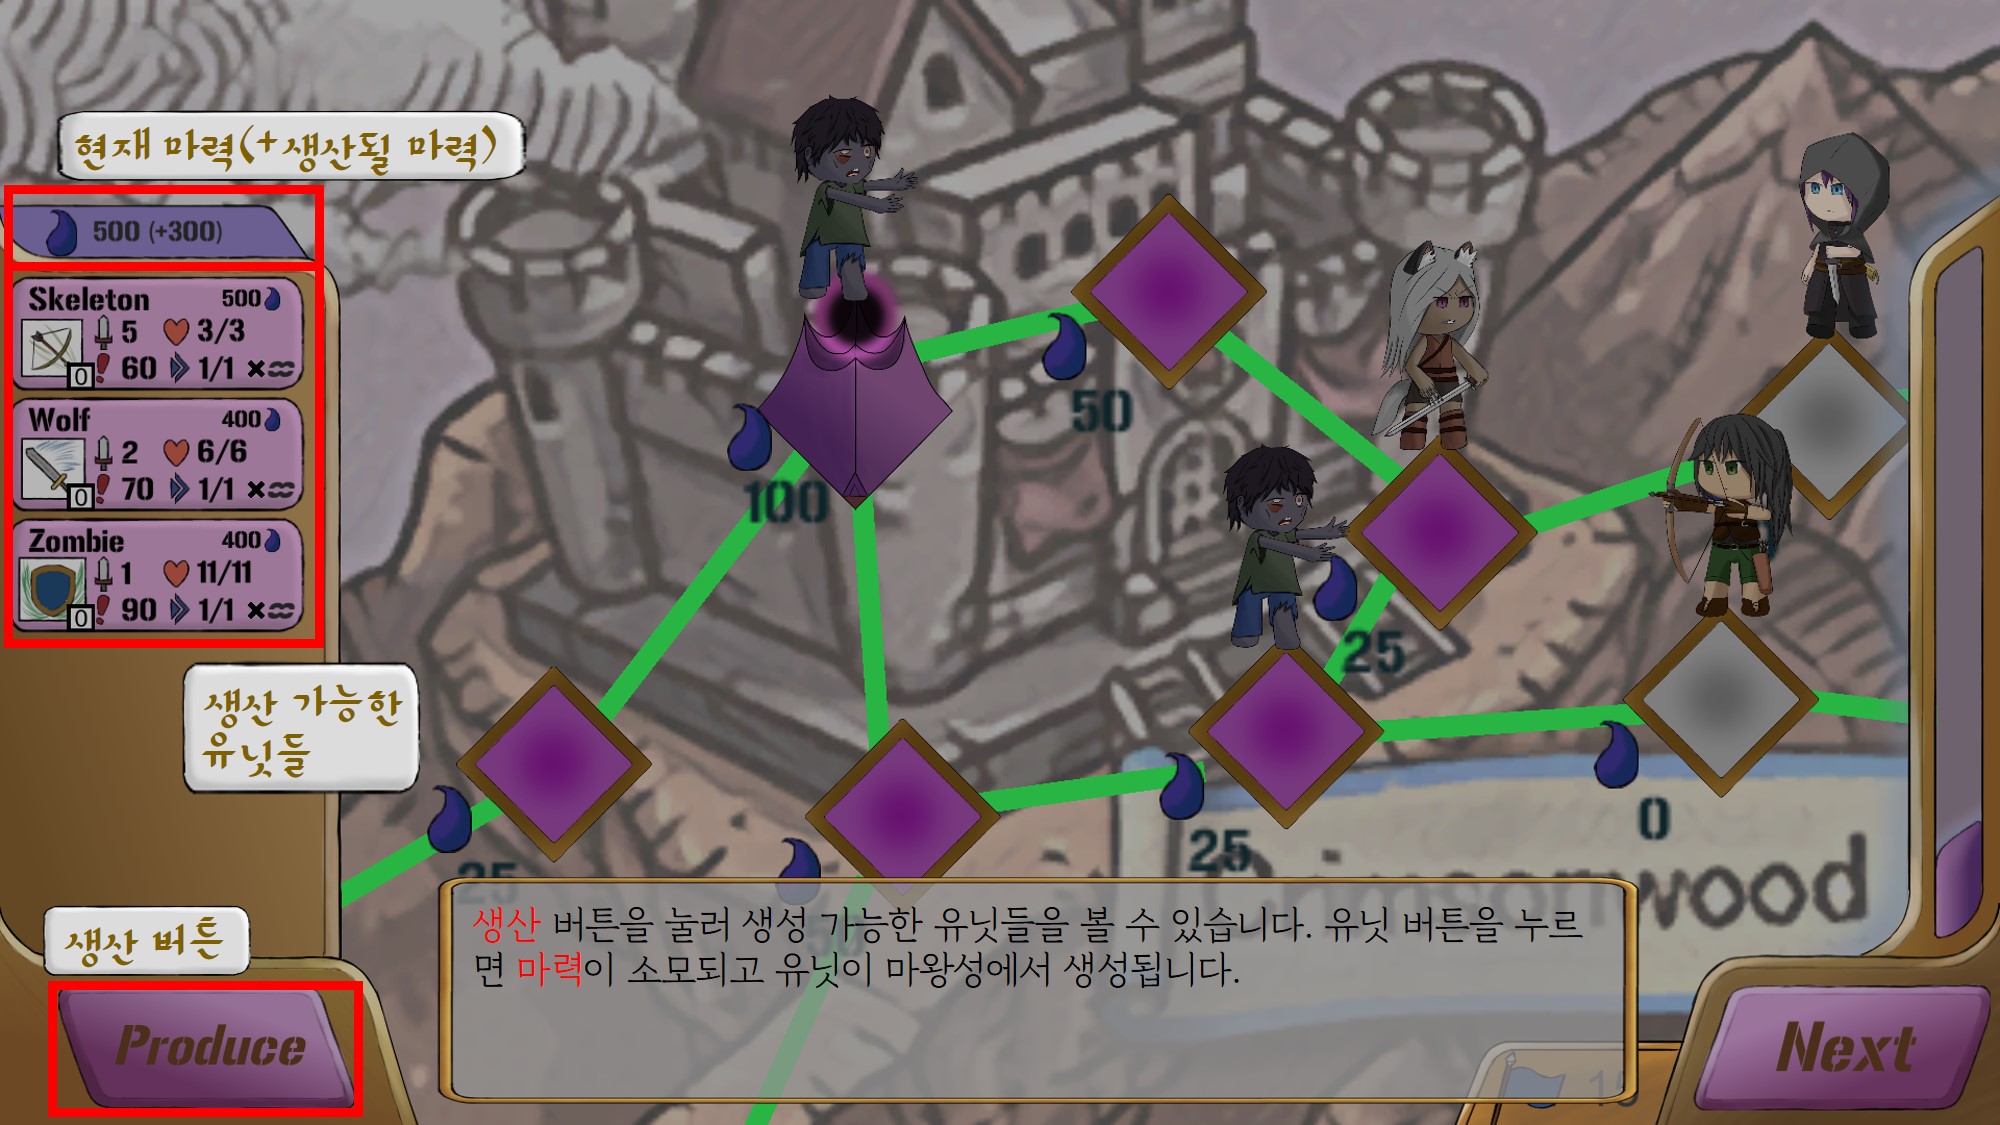 현재 마력(+생산될 마력)
500 (+300)
Skeleton 500
5 3/3
0 60 1/1 ×
Wolf 400
2 6/6
0 70 1/1 ×
Zombie 400
1 11/11
0 90 1/1 ×
생산 가능한
유닛들
생산 버튼
Produce
50
100
25
25
25
0
50
생산 버튼을 눌러 생성 가능한 유닛들을 볼 수 있습니다. 유닛 버튼을 누르
면 마력이 소모되고 유닛이 마왕성에서 생성됩니다.
Next